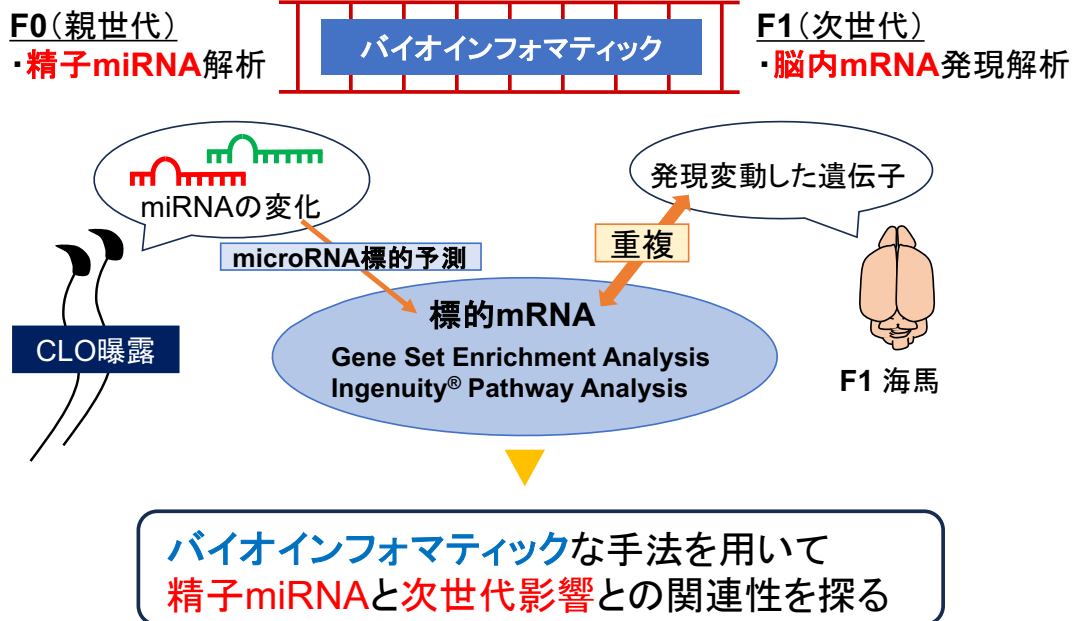 F0（親世代）
・精子miRNA解析
バイオインフォマティック
F1（次世代）
・脳内mRNA発現解析
miRNAの変化
発現変動した遺伝子
microRNA標的予測
重複
標的mRNA
Gene Set Enrichment Analysis
Ingenuity® Pathway Analysis
CLO曝露
F1 海馬
バイオインフォマティックな手法を用いて
精子miRNAと次世代影響との関連性を探る